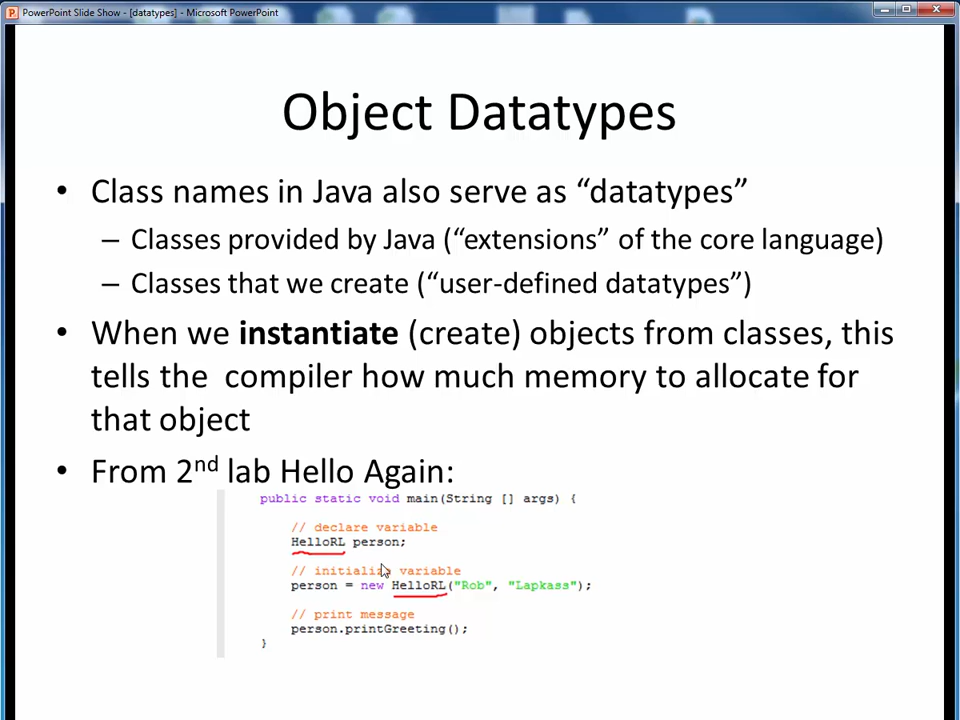 PowerPoint Slide Show - [datatypes] - Microsoft PowerPoint
Object Datatypes
• Class names in Java also serve as “datatypes”
– Classes provided by Java (“extensions” of the core language)
– Classes that we create (“user-defined datatypes”)
• When we instantiate (create) objects from classes, this
tells the compiler how much memory to allocate for
that object
• From 2nd lab Hello Again:
public static void main(String [] args) {
// declare variable
HelloRL person;
// initialize variable
person = new HelloRL("Rob", "Lapkass");
// print message
person.printGreeting();
}